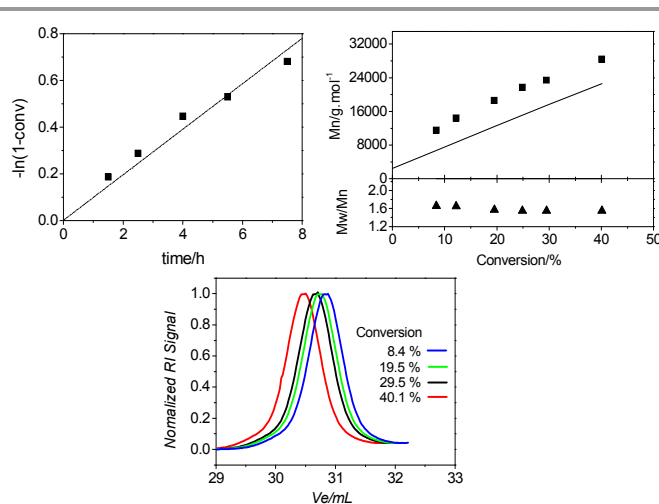 0.8
0.6
0.4
0.2
0.0
-ln(1-conv)
0 2 4 6 8
time/h
32000
24000
16000
8000
0
Mn/g.mol⁻¹
2.0
1.6
1.2
Mw/Mn
0 10 20 30 40 50
Conversion/%
1.0
0.8
0.6
0.4
0.2
0.0
Normalized RI Signal
Conversion
8.4 %
19.5 %
29.5 %
40.1 %
29 30 31 32 33
Ve/mL